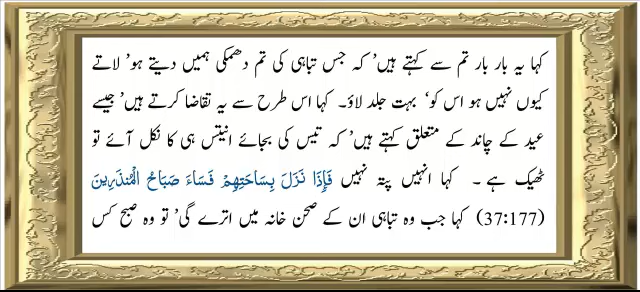 کہا یہ بار بار تم سے کہتے ہیں’ کہ جس تباہی کی تم دھمکی ہمیں دیتے ہو’ لاتے
کیوں نہیں ہو اس کو‘ بہت جلد لاؤ۔ کہا اس طرح سے یہ تقاضا کرتے ہیں’ جیسے
عید کے چاند کے متعلق کہتے ہیں’ کہ تیس کی بجائے انیتس ہی کا نکل آئے تو
ٹھیک ہے ۔ کہا انہیں پتہ نہیں فَإِذَا نَزَلَ بِسَاحَتِهِمْ فَسَاءَ صَبَاحُ الْمُنذَرِينَ
(37:177) کہا جب وہ تباہی ان کے صحن خانہ میں اترے گی’ تو وہ صبح کس